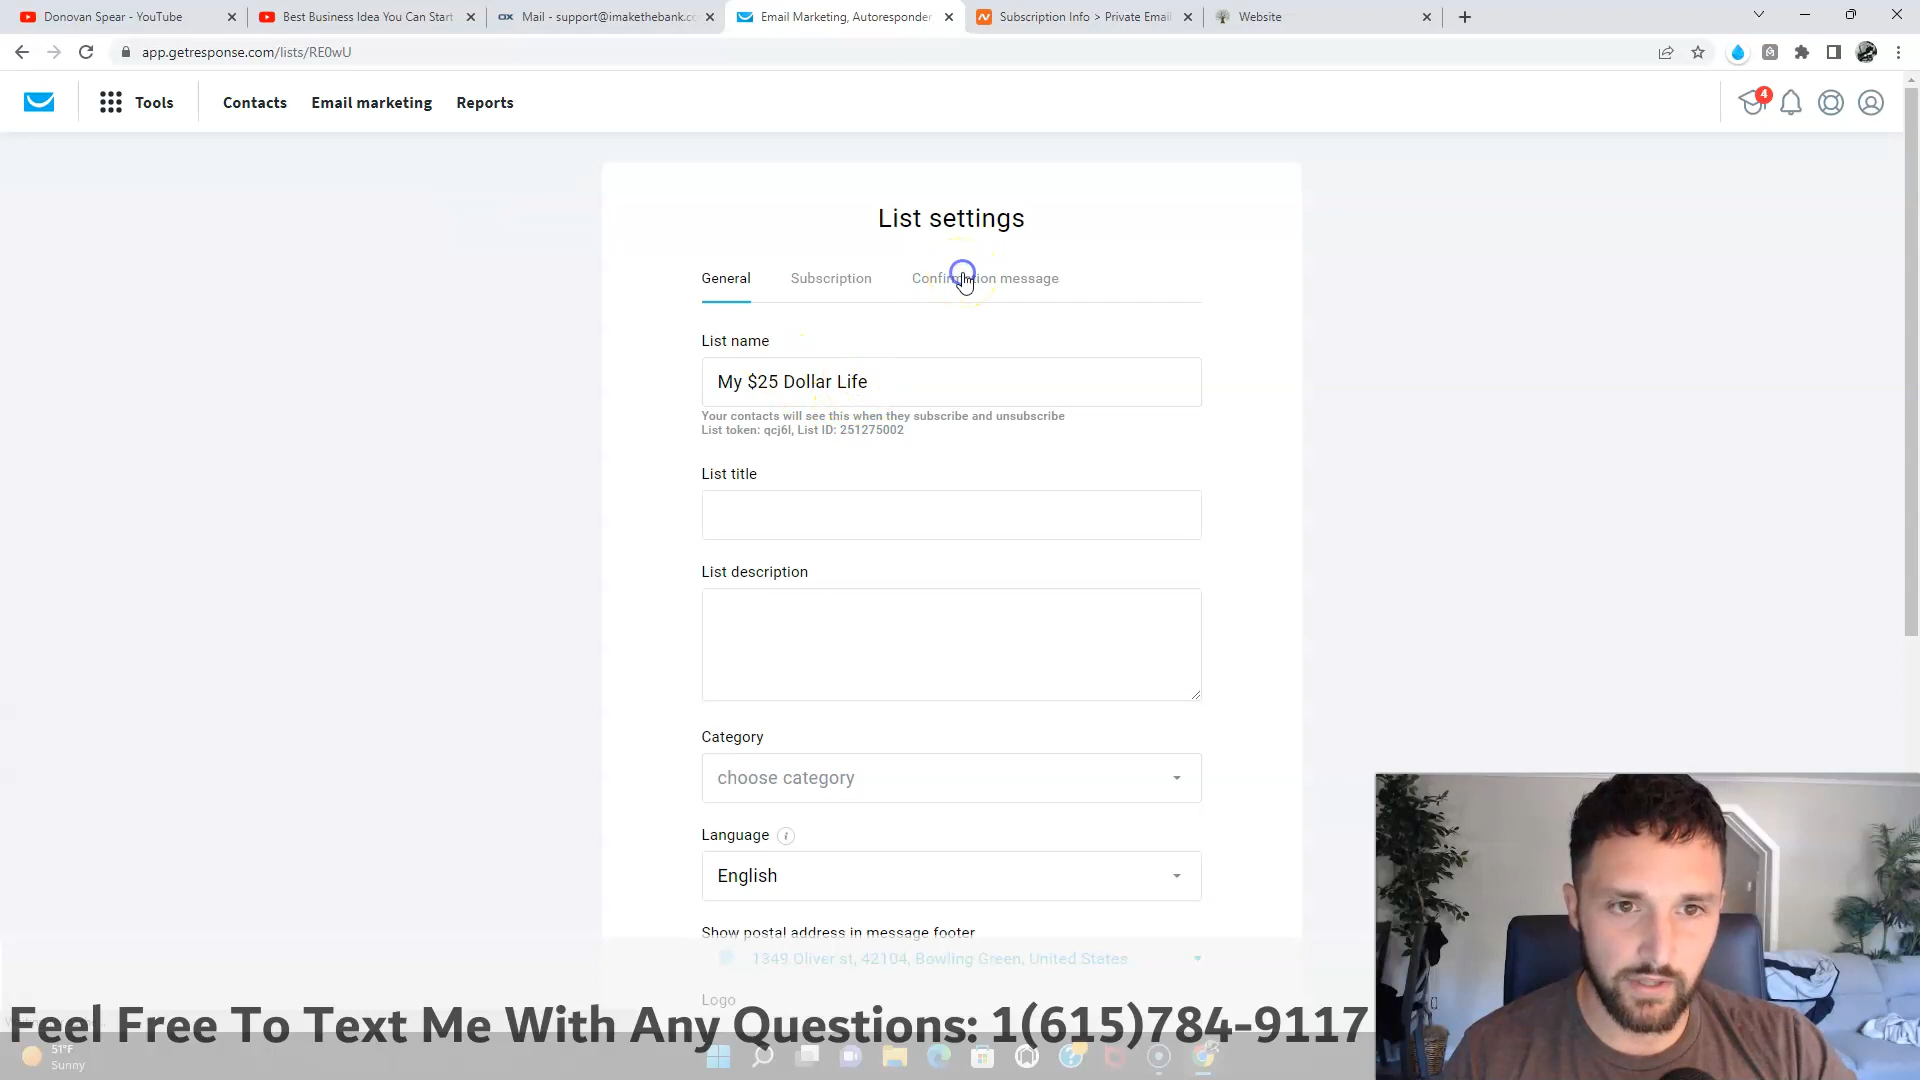 Donovan Spear - YouTube
Best Business Idea You Can Start
Mail - support@imakethebank.c
Email Marketing, Autoresponder
Subscription Info > Private Email
Website
app.getresponse.com/lists/RE0wU
Tools
Contacts
Email marketing
Reports
4
List settings
General
Subscription
Confirmation message
List name
My $25 Dollar Life
Your contacts will see this when they subscribe and unsubscribe
List token: qcj6l, List ID: 251275002
List title
List description
Category
choose category
Language
English
Show postal address in message footer
1349 Oliver st, 42104, Bowling Green, United States
Logo
Feel Free To Text Me With Any Questions: 1(615)784-9117
51°F
Sunny